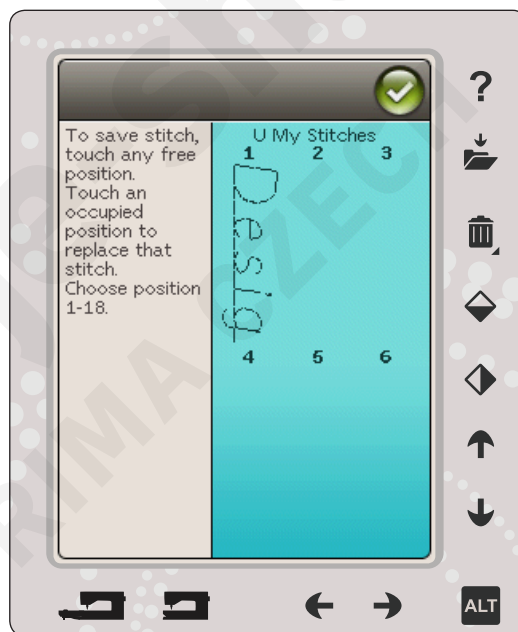 ?
To save stitch,
touch any free
position.
Touch an
occupied
position to
replace that
stitch.
Choose position
1-18.
U My Stitches
1 2 3
Desig
4 5 6
ALT